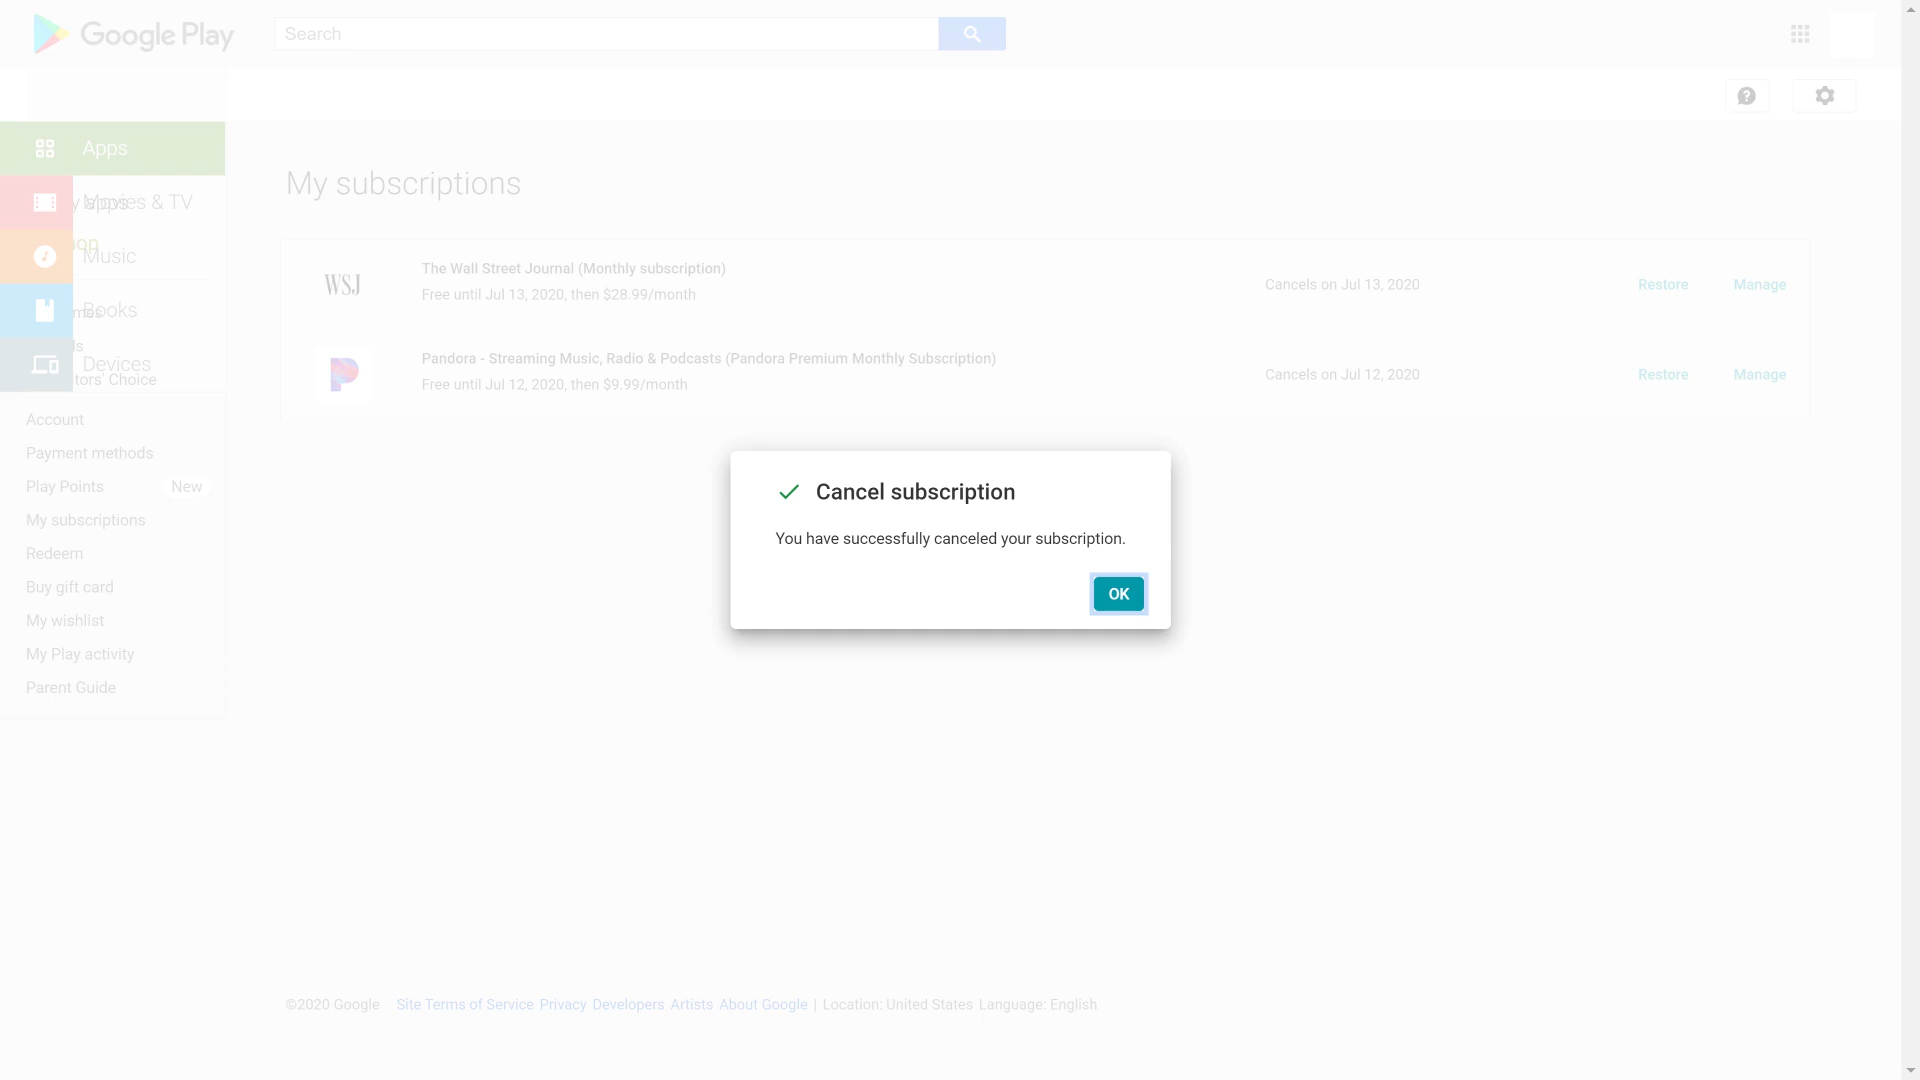 Google Play
Search
Apps
Movies & TV
Music
Books
Devices
Account
Payment methods
Play Points New
My subscriptions
Redeem
Buy gift card
My wishlist
My Play activity
Parent Guide
My subscriptions
WSJ
The Wall Street Journal (Monthly subscription)
Free until Jul 13, 2020, then $28.99/month
Cancels on Jul 13, 2020
Restore Manage
Pandora - Streaming Music, Radio & Podcasts (Pandora Premium Monthly Subscription)
Free until Jul 12, 2020, then $9.99/month
Cancels on Jul 12, 2020
Restore Manage
Cancel subscription
You have successfully canceled your subscription.
OK
©2020 Google Site Terms of Service Privacy Developers Artists About Google | Location: United States Language: English